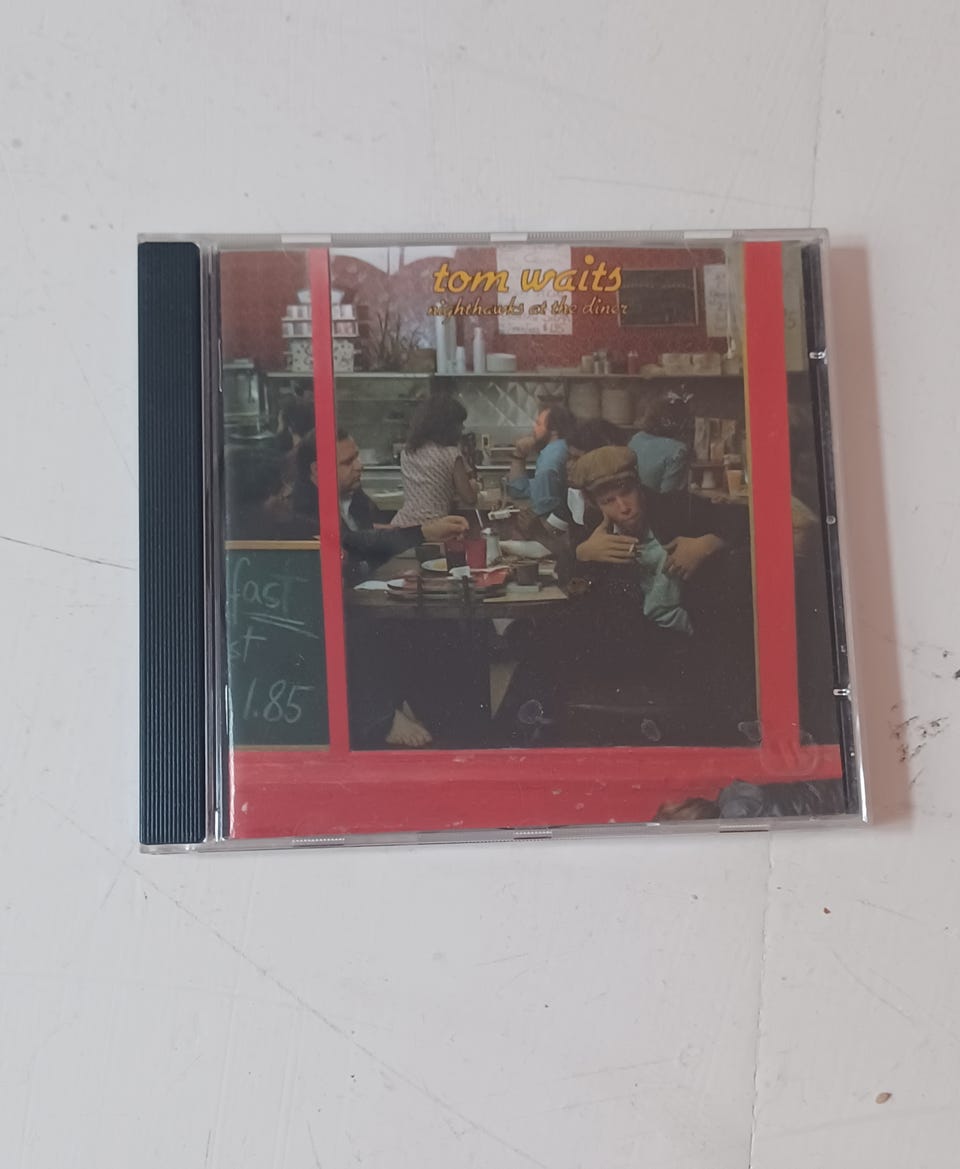 tom waits
nighthawks at the diner
fast
st
1.85